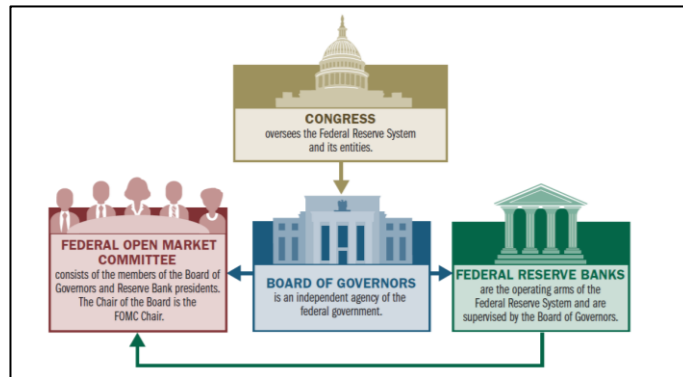 CONGRESS
oversees the Federal Reserve System
and its entities.
FEDERAL OPEN MARKET
COMMITTEE
consists of the members of the Board of
Governors and Reserve Bank presidents.
The Chair of the Board is the
FOMC Chair.
BOARD OF GOVERNORS
is an independent agency of the
federal government.
FEDERAL RESERVE BANKS
are the operating arms of the
Federal Reserve System and are
supervised by the Board of Governors.